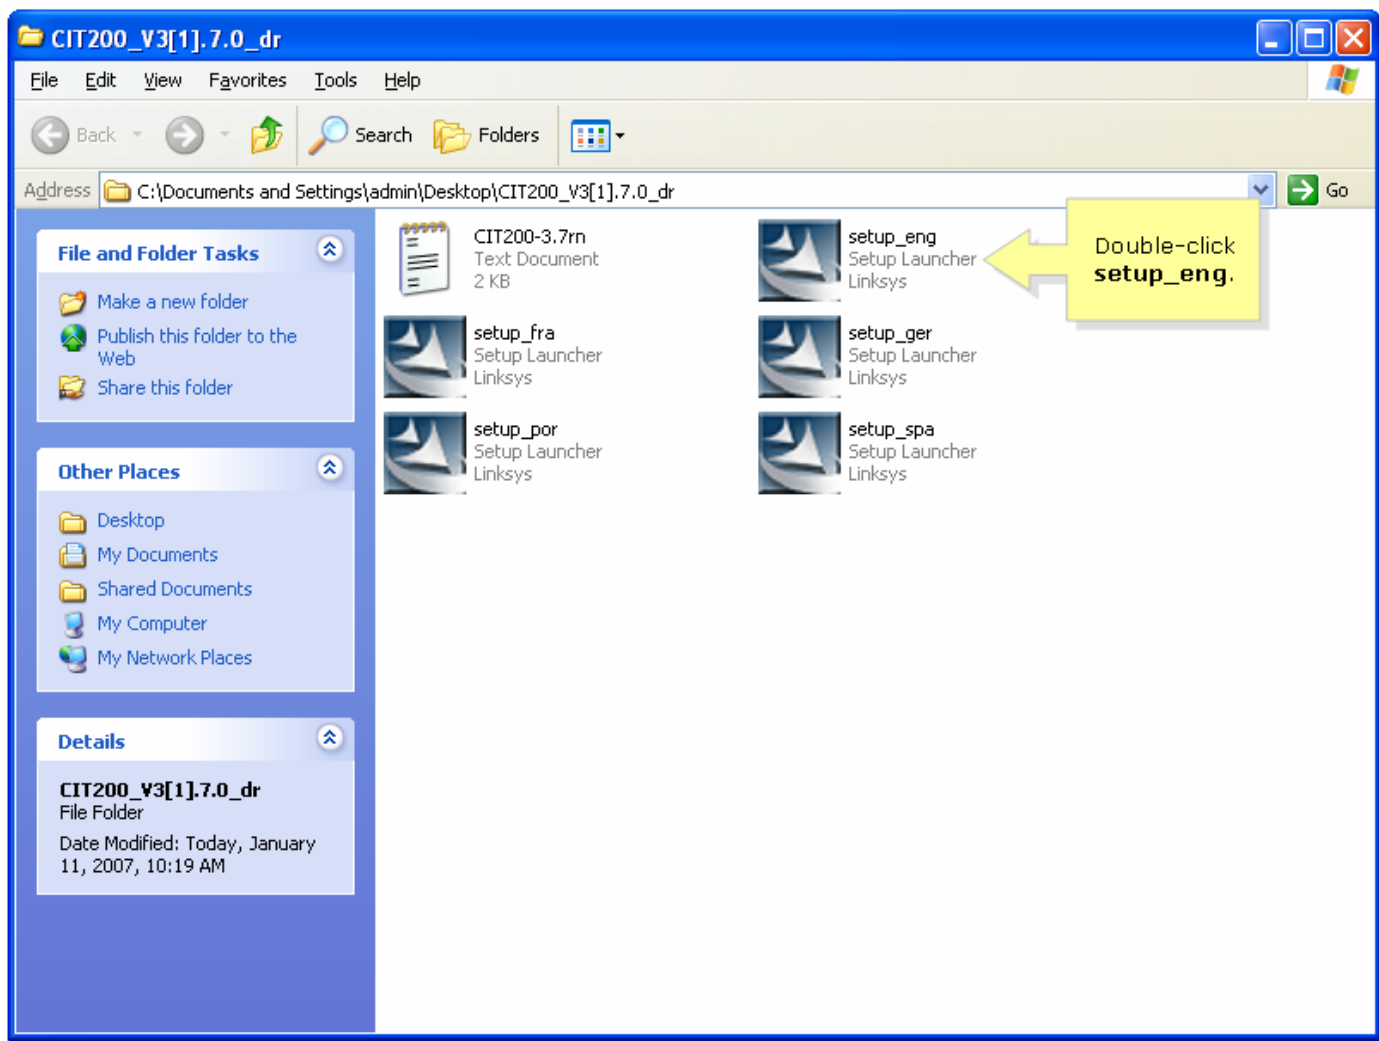 CIT200_V3[1].7.0_dr
File Edit View Favorites Tools Help
Back Search Folders
Address C:\Documents and Settings\admin\Desktop\CIT200_V3[1].7.0_dr Go
File and Folder Tasks
Make a new folder
Publish this folder to the
Web
Share this folder
Other Places
Desktop
My Documents
Shared Documents
My Computer
My Network Places
Details
CIT200_V3[1].7.0_dr
File Folder
Date Modified: Today, January
11, 2007, 10:19 AM
CIT200-3.7rn
Text Document
2 KB
setup_eng
Setup Launcher
Linksys
Double-click
setup_eng.
setup_fra
Setup Launcher
Linksys
setup_ger
Setup Launcher
Linksys
setup_por
Setup Launcher
Linksys
setup_spa
Setup Launcher
Linksys